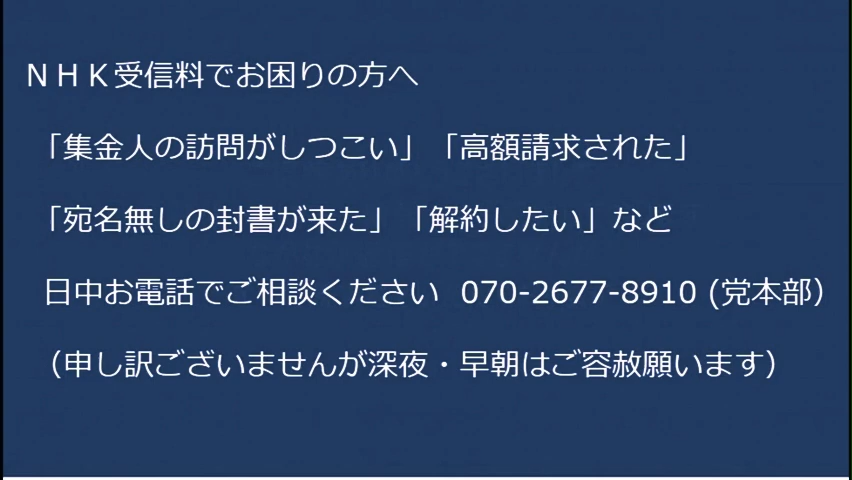 ＮＨＫ受信料でお困りの方へ
「集金人の訪問がしつこい」「高額請求された」
「宛名無しの封書が来た」「解約したい」など
日中お電話でご相談ください 070-2677-8910 (党本部）
（申し訳ございませんが深夜・早朝はご容赦願います）